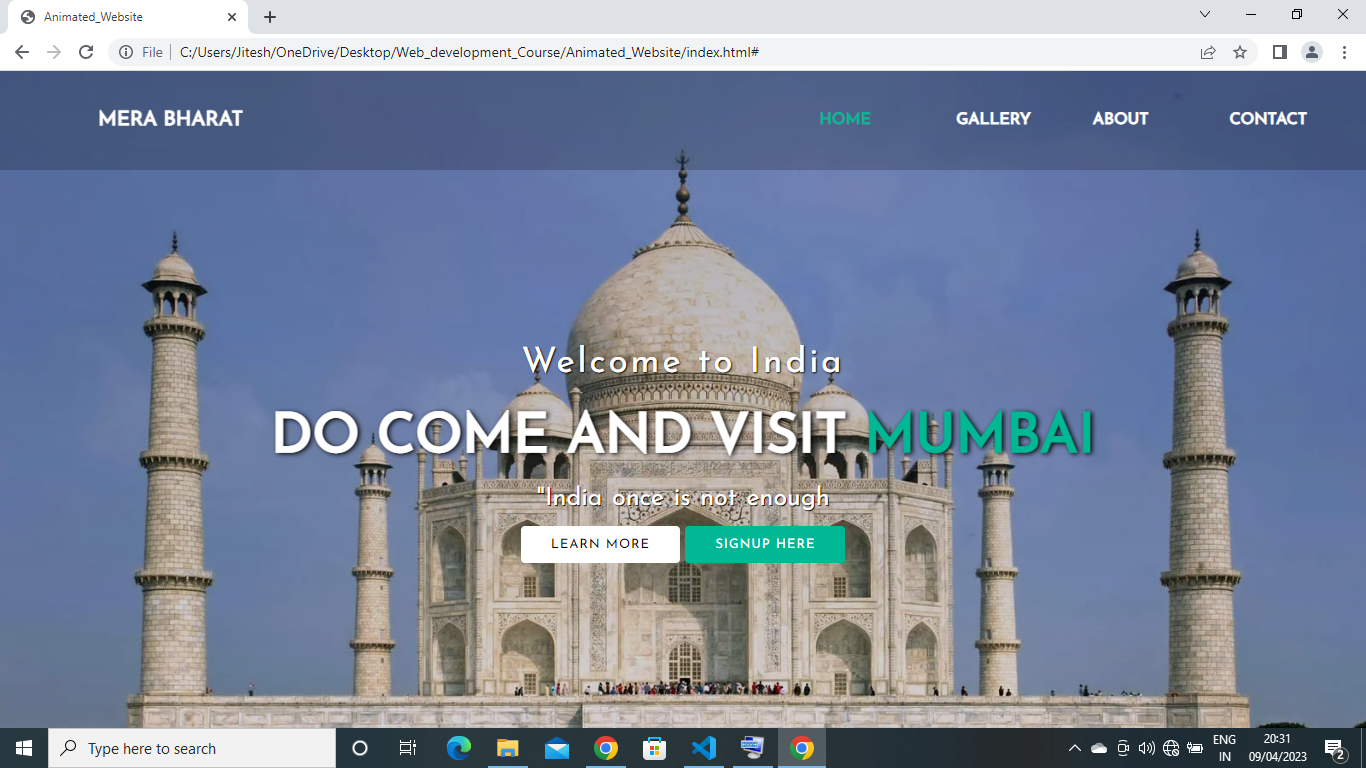 Animated_Website
File C:/Users/Jitesh/OneDrive/Desktop/Web_development_Course/Animated_Website/index.html#
MERA BHARAT HOME GALLERY ABOUT CONTACT
Welcome to India
DO COME AND VISIT MUMBAI
"India once is not enough
LEARN MORE SIGNUP HERE
Type here to search
ENG
IN
20:31
09/04/2023
2